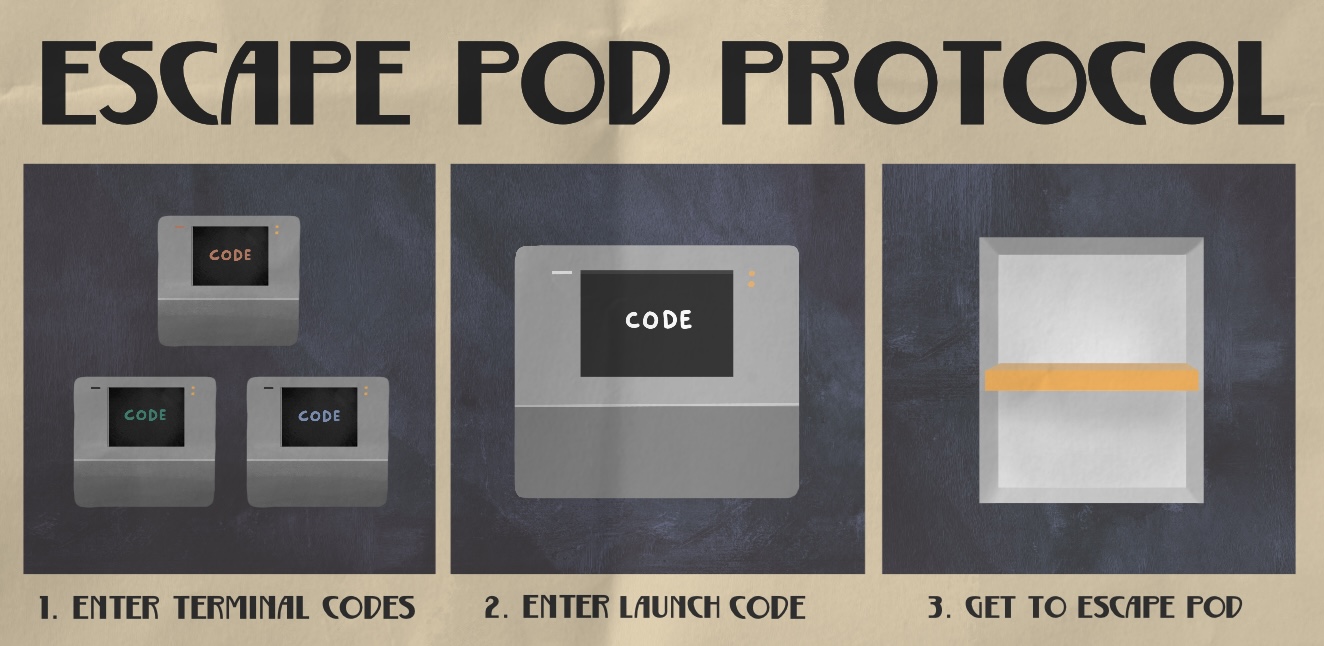 ESCAPE POD PROTOCOL
CODE
CODE
CODE
CODE
1. ENTER TERMINAL CODES
2. ENTER LAUNCH CODE
3. GET TO ESCAPE POD